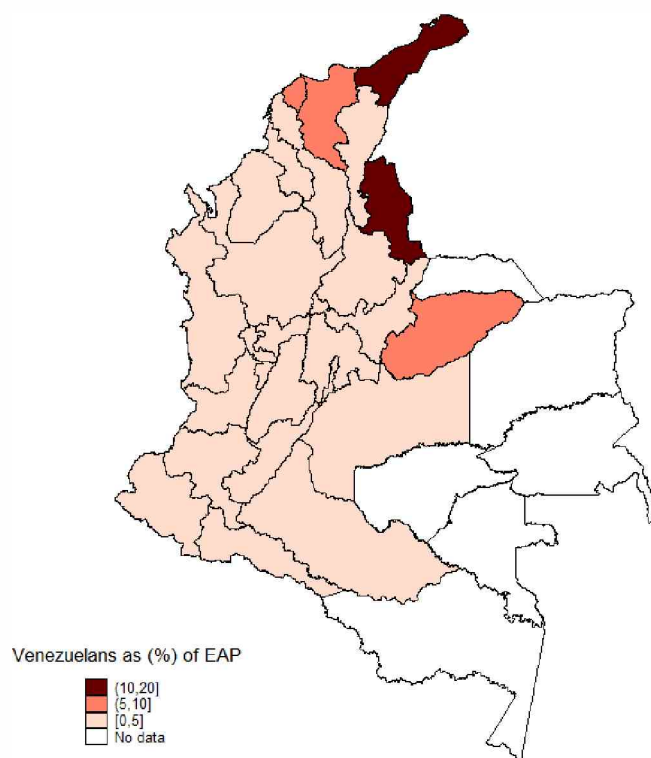 Venezuelans as (%) of EAP
(10,20]
(5,10]
[0,5]
No data